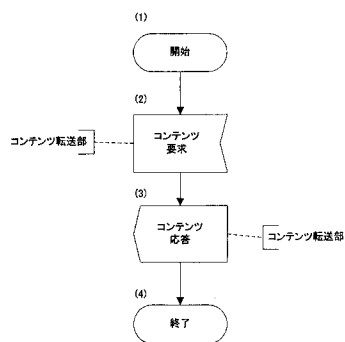 (1)
開始
(2)
コンテンツ
要求
コンテンツ転送部
(3)
コンテンツ
応答
コンテンツ転送部
(4)
終了